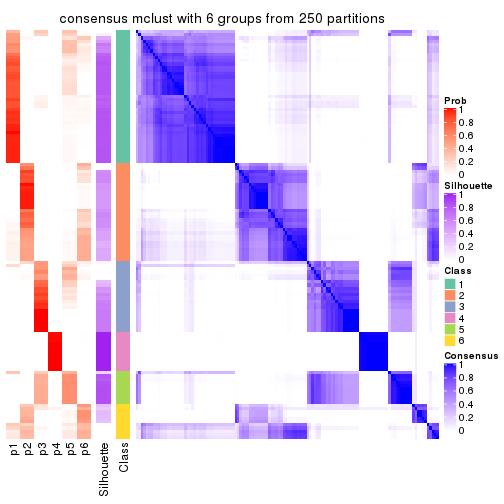 consensus mclust with 6 groups from 250 partitions
Prob
1
0.8
0.6
0.4
0.2
0
Silhouette
1
0.8
0.6
0.4
0.2
0
Class
1
2
3
4
5
6
Consensus
1
0.8
0.6
0.4
0.2
0
p1
p2
p3
p4
p5
p6
Silhouette
Class